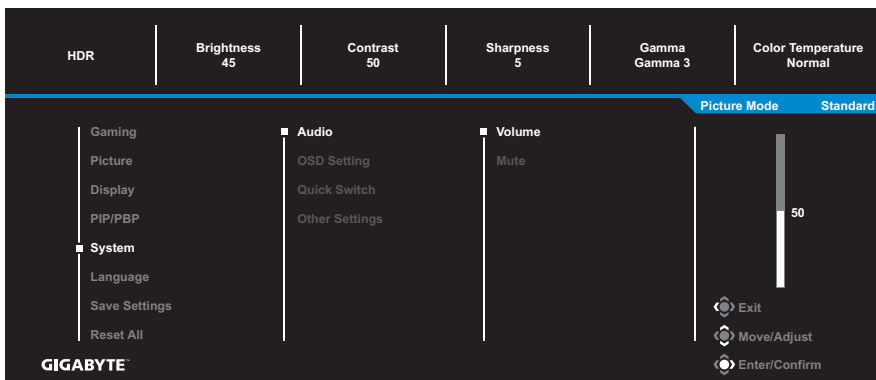 HDR
Brightness
45
Contrast
50
Sharpness
5
Gamma
Gamma 3
Color Temperature
Normal
Picture Mode Standard
Gaming
Picture
Display
PIP/PBP
System
Language
Save Settings
Reset All
Audio
OSD Setting
Quick Switch
Other Settings
Volume
Mute
50
Exit
Move/Adjust
Enter/Confirm
GIGABYTE™